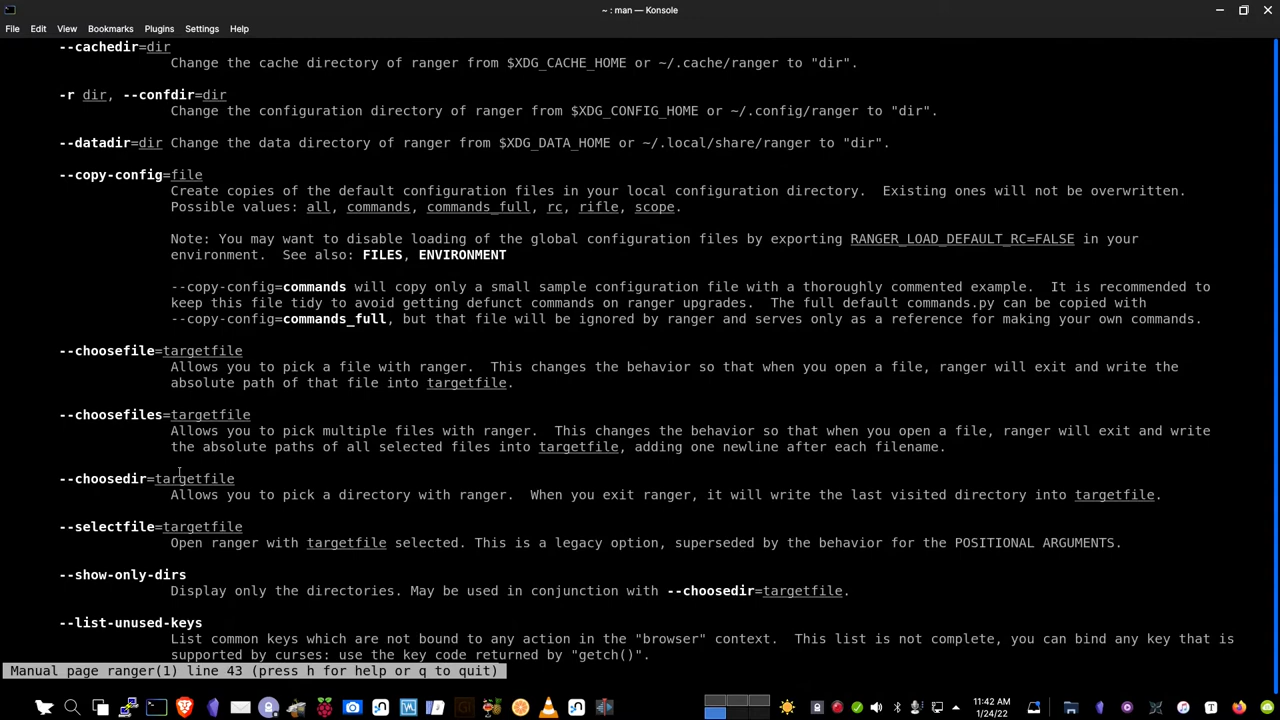 ~ : man — Konsole
File Edit View Bookmarks Plugins Settings Help
--cachedir=dir
Change the cache directory of ranger from $XDG_CACHE_HOME or ~/.cache/ranger to "dir".
-r dir, --confdir=dir
Change the configuration directory of ranger from $XDG_CONFIG_HOME or ~/.config/ranger to "dir".
--datadir=dir Change the data directory of ranger from $XDG_DATA_HOME or ~/.local/share/ranger to "dir".
--copy-config=file
Create copies of the default configuration files in your local configuration directory.  Existing ones will not be overwritten.
Possible values: all, commands, commands_full, rc, rifle, scope.
Note: You may want to disable loading of the global configuration files by exporting RANGER_LOAD_DEFAULT_RC=FALSE in your
environment.  See also: FILES, ENVIRONMENT
--copy-config=commands will copy only a small sample configuration file with a thoroughly commented example.  It is recommended to
keep this file tidy to avoid getting defunct commands on ranger upgrades.  The full default commands.py can be copied with
--copy-config=commands_full, but that file will be ignored by ranger and serves only as a reference for making your own commands.
--choosefile=targetfile
Allows you to pick a file with ranger.  This changes the behavior so that when you open a file, ranger will exit and write the
absolute path of that file into targetfile.
--choosefiles=targetfile
Allows you to pick multiple files with ranger.  This changes the behavior so that when you open a file, ranger will exit and write
the absolute paths of all selected files into targetfile, adding one newline after each filename.
--choosedir=targetfile
Allows you to pick a directory with ranger.  When you exit ranger, it will write the last visited directory into targetfile.
--selectfile=targetfile
Open ranger with targetfile selected. This is a legacy option, superseded by the behavior for the POSITIONAL ARGUMENTS.
--show-only-dirs
Display only the directories. May be used in conjunction with --choosedir=targetfile.
--list-unused-keys
List common keys which are not bound to any action in the "browser" context.  This list is not complete, you can bind any key that is
supported by curses: use the key code returned by "getch()".
Manual page ranger(1) line 43 (press h for help or q to quit)
11:42 AM
1/24/22